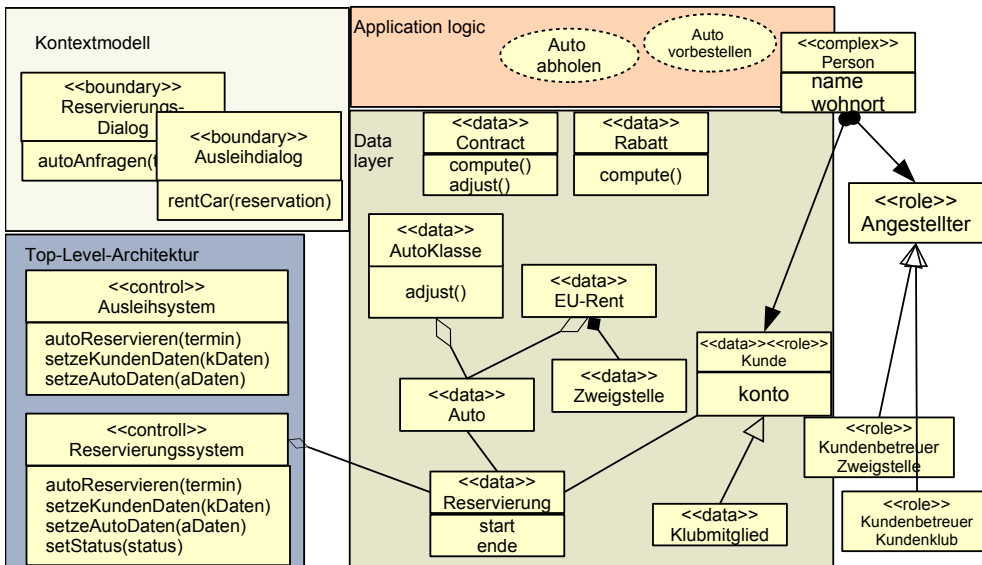 Kontextmodell
<<boundary>>
Reservierungs-
Dialog
autoAnfragen(
<<boundary>>
Ausleihdialog
rentCar(reservation)
Application logic
Auto
abholen
Auto
vorbestellen
<<complex>>
Person
name
wohnort
Data
layer
<<data>>
Contract
compute()
adjust()
<<data>>
Rabatt
compute()
<<role>>
Angestellter
Top-Level-Architektur
<<control>>
Ausleihsystem
autoReservieren(termin)
setzeKundenDaten(kDaten)
setzeAutoDaten(aDaten)
<<controll>>
Reservierungssystem
autoReservieren(termin)
setzeKundenDaten(kDaten)
setzeAutoDaten(aDaten)
setStatus(status)
<<data>>
AutoKlasse
adjust()
<<data>>
EU-Rent
<<data>>
Zweigstelle
<<data>>
Auto
<<data>><<role>>
Kunde
konto
<<data>>
Reservierung
start
ende
<<data>>
Klubmitglied
<<role>>
Kundenbetreuer
Zweigstelle
<<role>>
Kundenbetreuer
Kundenklub